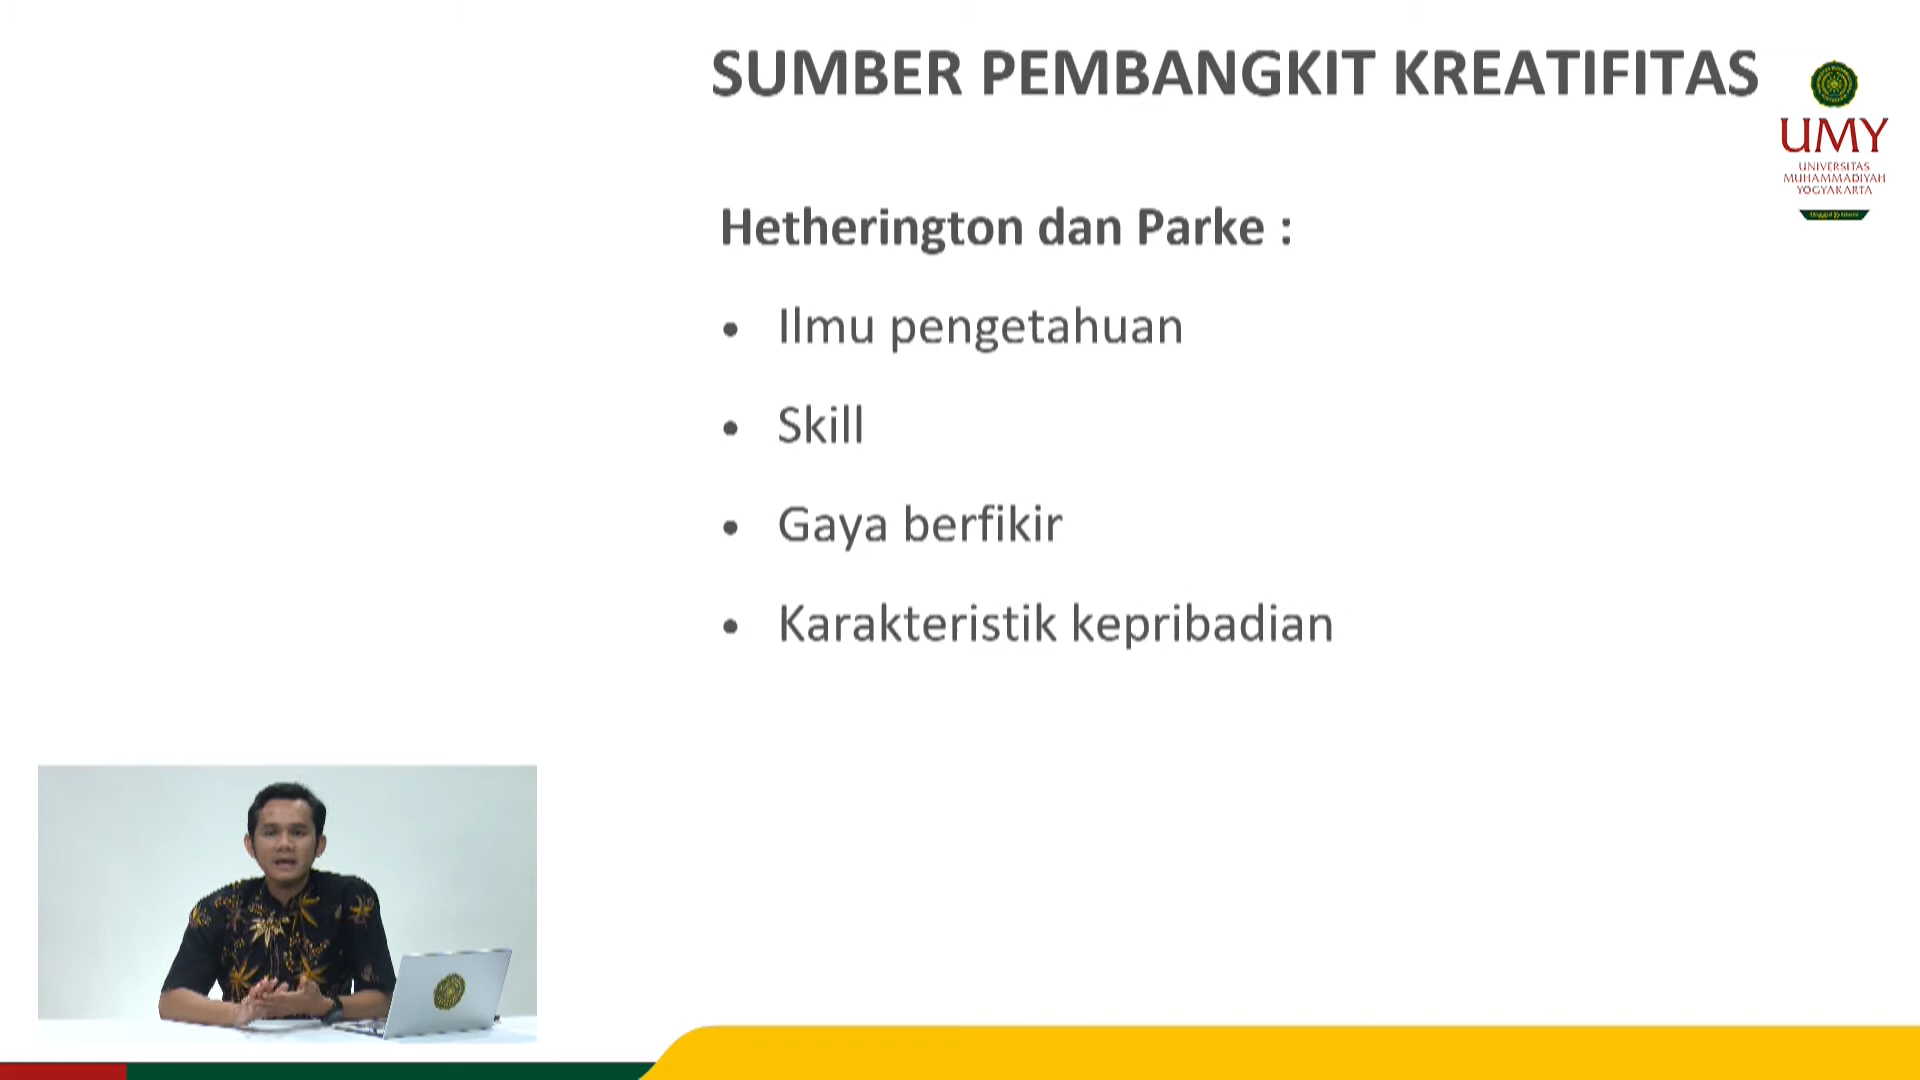 SUMBER PEMBANGKIT KREATIFITAS
UMY
UNIVERSITAS
MUHAMMADIYAH
YOGYAKARTA
Hetherington dan Parke :
• Ilmu pengetahuan
• Skill
• Gaya berfikir
• Karakteristik kepribadian